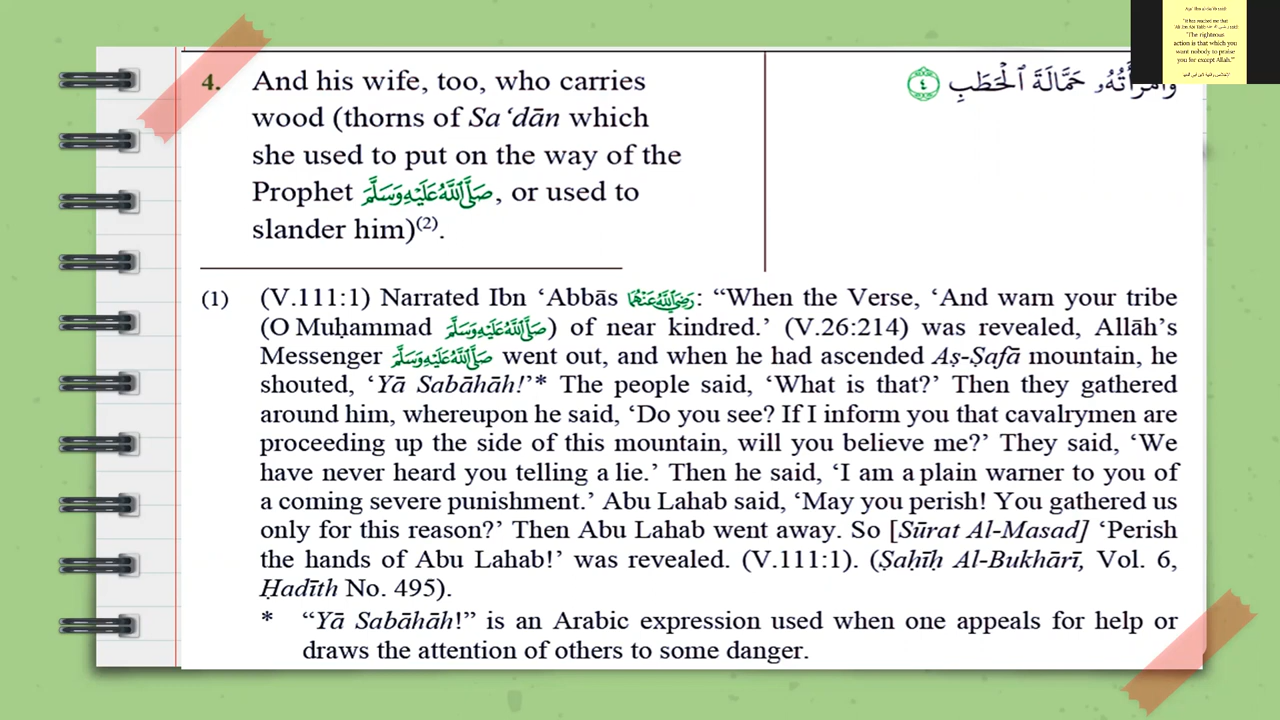 4. And his wife, too, who carries
wood (thorns of Sa‘dān which
she used to put on the way of the
Prophet صَلَّى ٱللَّهُ عَلَيْهِ وَسَلَّمَ, or used to
slander him)(2).
وَٱمْرَأَتُهُۥ حَمَّالَةَ ٱلْحَطَبِ ٤
(1) (V.111:1) Narrated Ibn ‘Abbās رَضِيَ ٱللَّهُ عَنْهُمَا: “When the Verse, ‘And warn your tribe
(O Muḥammad صَلَّى ٱللَّهُ عَلَيْهِ وَسَلَّمَ) of near kindred.’ (V.26:214) was revealed, Allāh’s
Messenger صَلَّى ٱللَّهُ عَلَيْهِ وَسَلَّمَ went out, and when he had ascended Aṣ-Ṣafā mountain, he
shouted, ‘Yā Sabāhāh!’* The people said, ‘What is that?’ Then they gathered
around him, whereupon he said, ‘Do you see? If I inform you that cavalrymen are
proceeding up the side of this mountain, will you believe me?’ They said, ‘We
have never heard you telling a lie.’ Then he said, ‘I am a plain warner to you of
a coming severe punishment.’ Abu Lahab said, ‘May you perish! You gathered us
only for this reason?’ Then Abu Lahab went away. So [Sūrat Al-Masad] ‘Perish
the hands of Abu Lahab!’ was revealed. (V.111:1). (Ṣaḥīḥ Al-Bukhārī, Vol. 6,
Ḥadīth No. 495).
* “Yā Sabāhāh!” is an Arabic expression used when one appeals for help or
draws the attention of others to some danger.
"It has reached me that
"The righteous
action is that which you
want nobody to praise
you for except Allah."